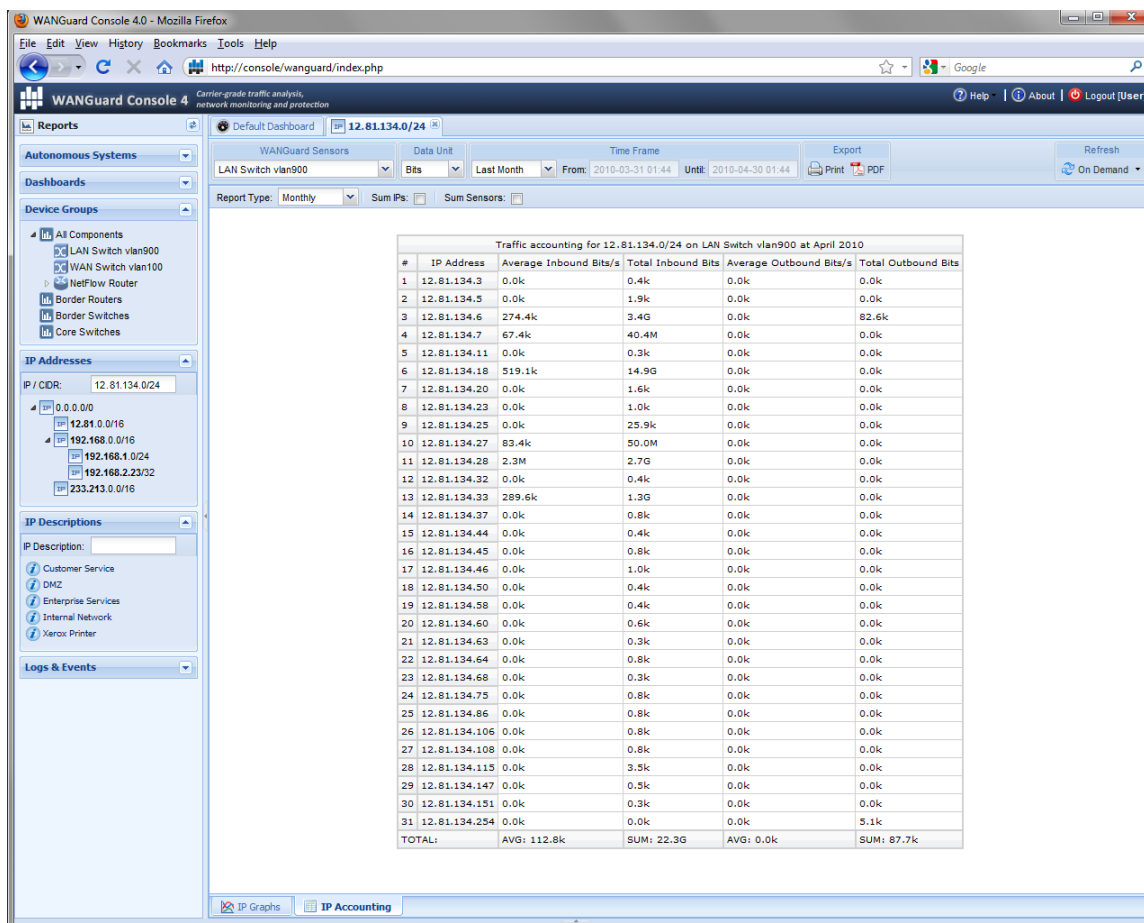 WANGuard Console 4.0 - Mozilla Firefox
File Edit View History Bookmarks Tools Help
http://console/wanguard/index.php
Google
WANGuard Console 4
Carrier-grade traffic analysis,
network monitoring and protection
Help | About | Logout [User
Reports
Default Dashboard 12.81.134.0/24
Autonomous Systems
Dashboards
Device Groups
All Components
LAN Switch vlan900
WAN Switch vlan100
NetFlow Router
Border Routers
Border Switches
Core Switches
IP Addresses
IP / CIDR: 12.81.134.0/24
IP 0.0.0.0/0
IP 12.81.0.0/16
IP 192.168.0.0/16
IP 192.168.1.0/24
IP 192.168.2.23/32
IP 233.213.0.0/16
IP Descriptions
IP Description:
Customer Service
DMZ
Enterprise Services
Internal Network
Xerox Printer
Logs & Events
WANGuard Sensors Data Unit Time Frame Export Refresh
LAN Switch vlan900 Bits Last Month From: 2010-03-31 01:44 Until: 2010-04-30 01:44 Print PDF On Demand
Report Type: Monthly Sum IPs: Sum Sensors:
Traffic accounting for 12.81.134.0/24 on LAN Switch vlan900 at April 2010
# IP Address Average Inbound Bits/s Total Inbound Bits Average Outbound Bits/s Total Outbound Bits
1 12.81.134.3 0.0k 0.4k 0.0k 0.0k
2 12.81.134.5 0.0k 1.9k 0.0k 0.0k
3 12.81.134.6 274.4k 3.4G 0.0k 82.6k
4 12.81.134.7 67.4k 40.4M 0.0k 0.0k
5 12.81.134.11 0.0k 0.3k 0.0k 0.0k
6 12.81.134.18 519.1k 14.9G 0.0k 0.0k
7 12.81.134.20 0.0k 1.6k 0.0k 0.0k
8 12.81.134.23 0.0k 1.0k 0.0k 0.0k
9 12.81.134.25 0.0k 25.9k 0.0k 0.0k
10 12.81.134.27 83.4k 50.0M 0.0k 0.0k
11 12.81.134.28 2.3M 2.7G 0.0k 0.0k
12 12.81.134.32 0.0k 0.4k 0.0k 0.0k
13 12.81.134.33 289.6k 1.3G 0.0k 0.0k
14 12.81.134.37 0.0k 0.8k 0.0k 0.0k
15 12.81.134.44 0.0k 0.4k 0.0k 0.0k
16 12.81.134.45 0.0k 0.8k 0.0k 0.0k
17 12.81.134.46 0.0k 1.0k 0.0k 0.0k
18 12.81.134.50 0.0k 0.4k 0.0k 0.0k
19 12.81.134.58 0.0k 0.4k 0.0k 0.0k
20 12.81.134.60 0.0k 0.6k 0.0k 0.0k
21 12.81.134.63 0.0k 0.3k 0.0k 0.0k
22 12.81.134.64 0.0k 0.8k 0.0k 0.0k
23 12.81.134.68 0.0k 0.3k 0.0k 0.0k
24 12.81.134.75 0.0k 0.8k 0.0k 0.0k
25 12.81.134.86 0.0k 0.8k 0.0k 0.0k
26 12.81.134.106 0.0k 0.8k 0.0k 0.0k
27 12.81.134.108 0.0k 0.8k 0.0k 0.0k
28 12.81.134.115 0.0k 3.5k 0.0k 0.0k
29 12.81.134.147 0.0k 0.5k 0.0k 0.0k
30 12.81.134.151 0.0k 0.3k 0.0k 0.0k
31 12.81.134.254 0.0k 0.0k 0.0k 5.1k
TOTAL: AVG: 112.8k SUM: 22.3G AVG: 0.0k SUM: 87.7k
IP Graphs IP Accounting